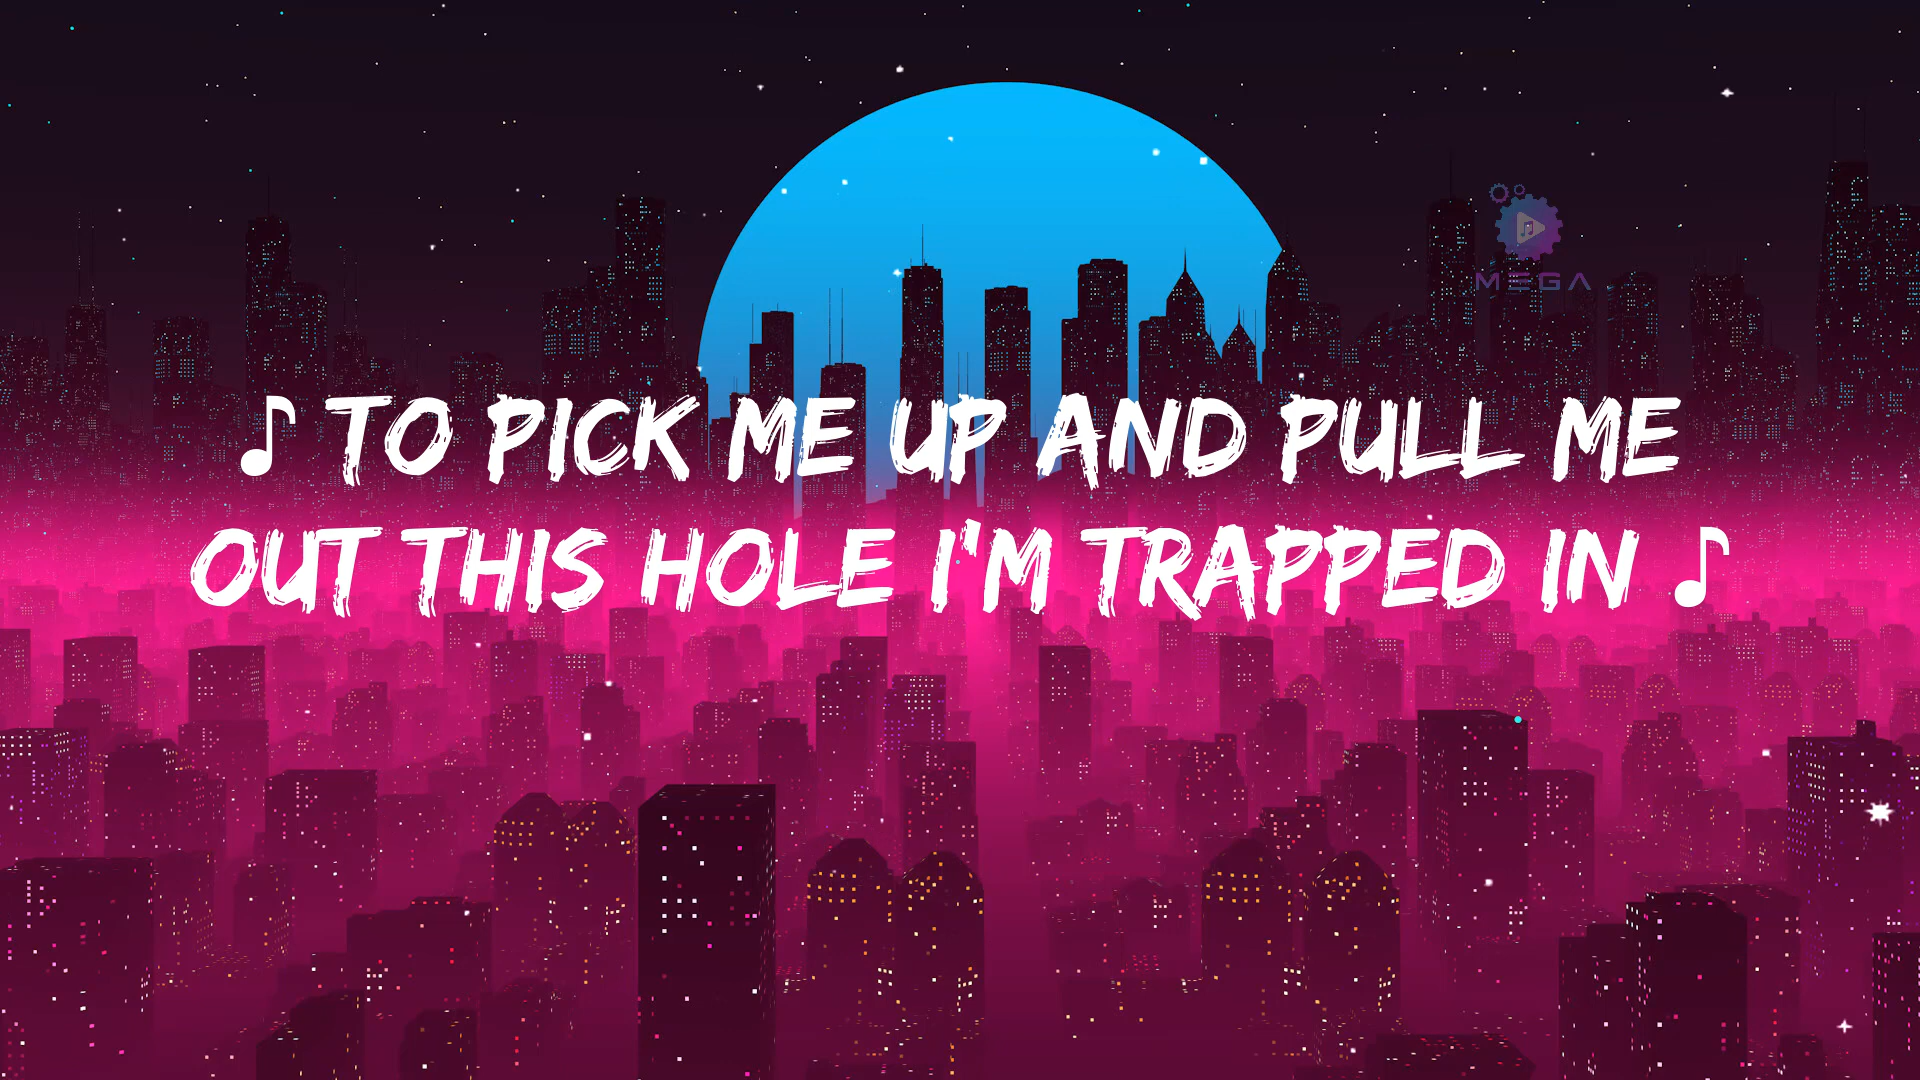 MEGA
♪ TO PICK ME UP AND PULL ME
OUT THIS HOLE I'M TRAPPED IN ♪